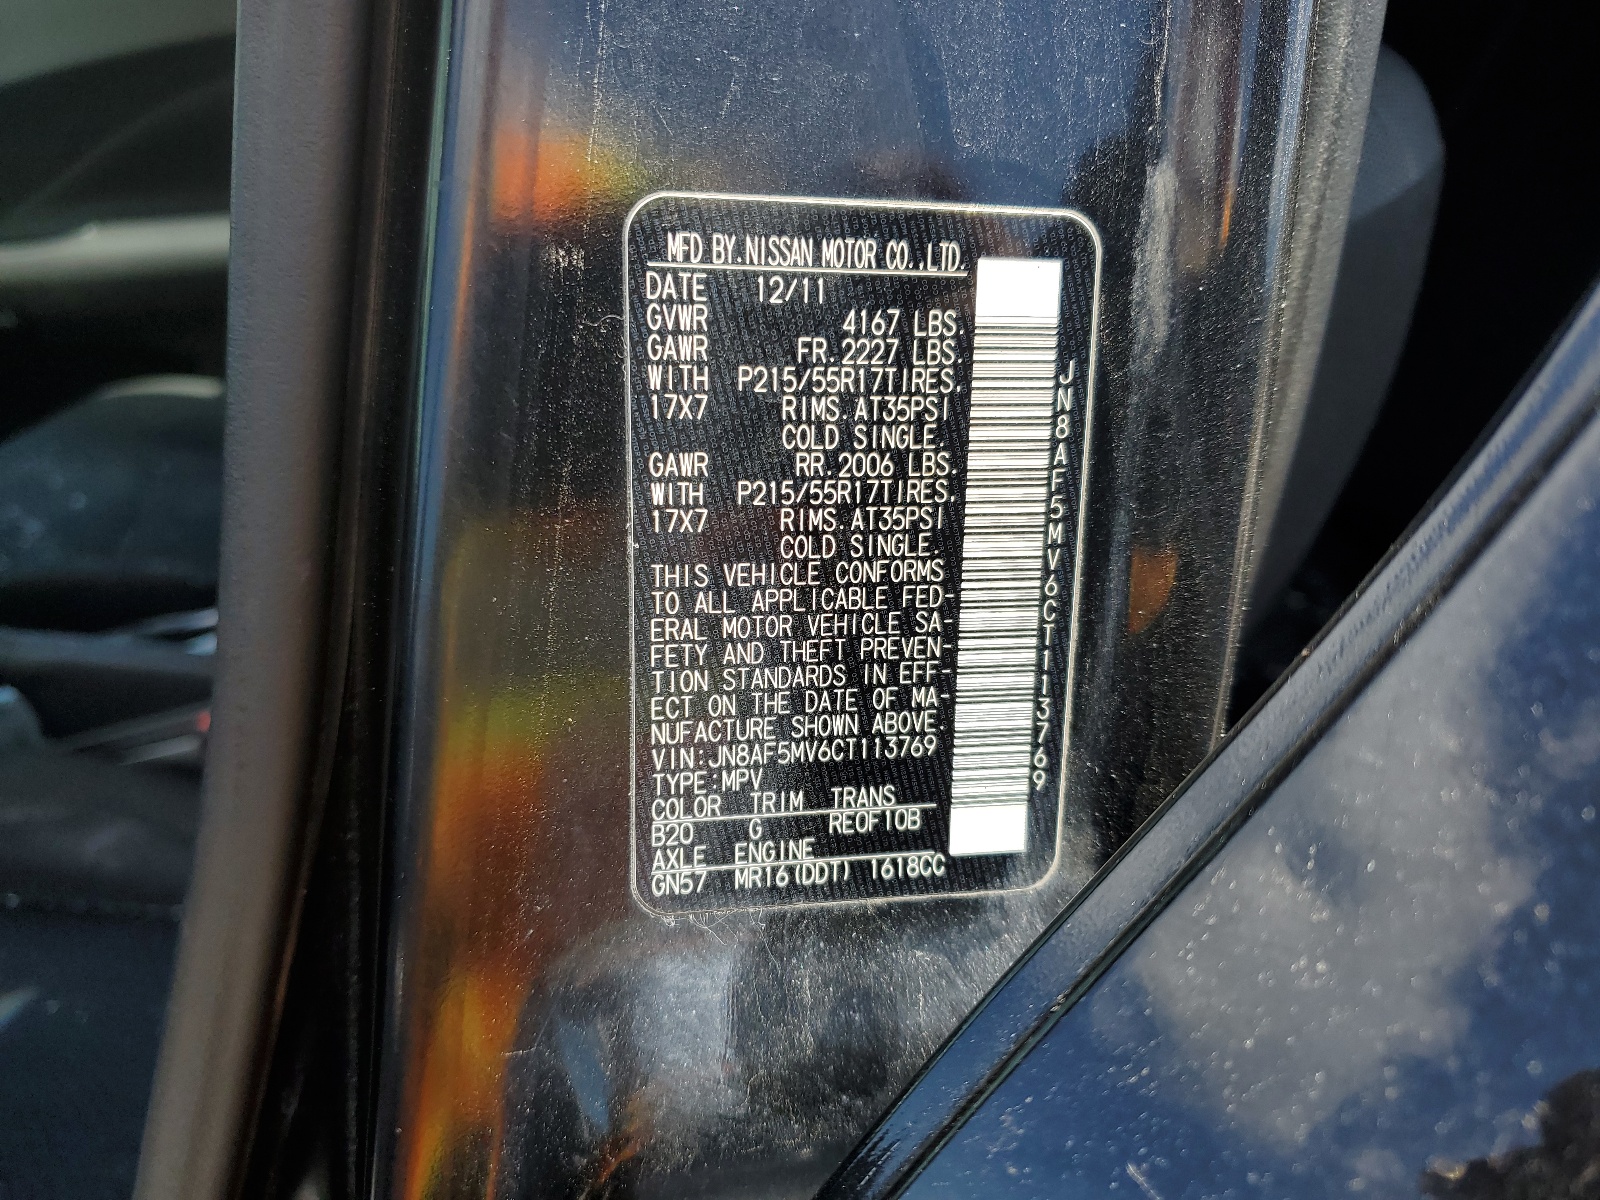 MFD BY.NISSAN MOTOR CO.,LTD.
DATE 12/11
GVWR 4167 LBS.
GAWR FR.2227 LBS.
WITH P215/55R17TIRES.
17X7 RIMS.AT35PSI
COLD SINGLE.
GAWR RR.2006 LBS.
WITH P215/55R17TIRES.
17X7 RIMS.AT35PSI
COLD SINGLE.
THIS VEHICLE CONFORMS
TO ALL APPLICABLE FED-
ERAL MOTOR VEHICLE SA-
FETY AND THEFT PREVEN-
TION STANDARDS IN EFF-
ECT ON THE DATE OF MA-
NUFACTURE SHOWN ABOVE.
VIN:JN8AF5MV6CT113769
TYPE:MPV
COLOR TRIM TRANS
B20 G RE0F10B
AXLE ENGINE
GN57 MR16(DDT) 1618CC
JN8AF5MV6CT113769